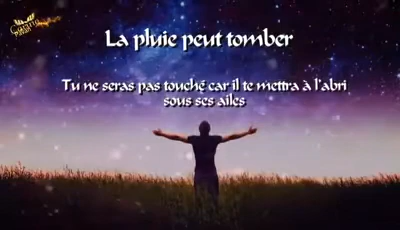 La pluie peut tomber
Tu ne seras pas touché car il te mettra à l'abri
sous ses ailes